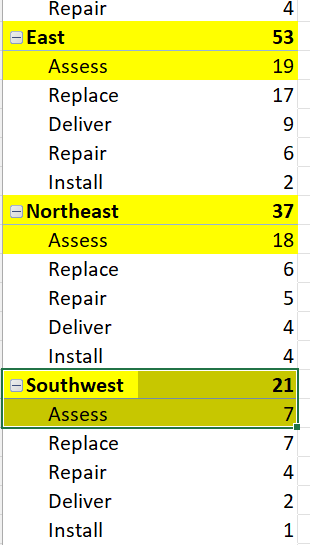 Repair 4
East 53
Assess 19
Replace 17
Deliver 9
Repair 6
Install 2
Northeast 37
Assess 18
Replace 6
Repair 5
Deliver 4
Install 4
Southwest 21
Assess 7
Replace 7
Repair 4
Deliver 2
Install 1